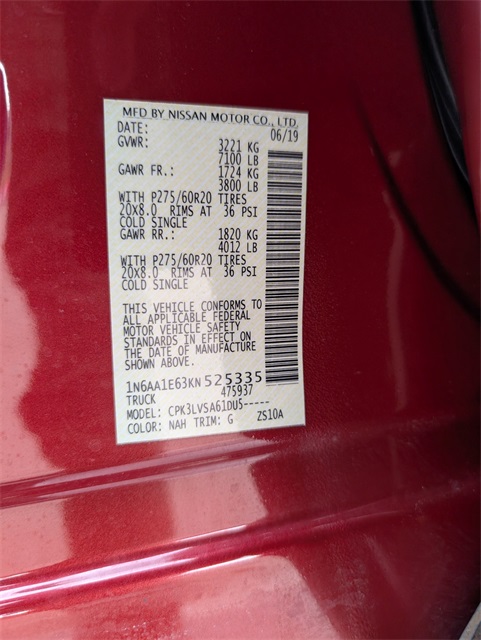 MFD BY NISSAN MOTOR CO., LTD.
DATE: 06/19
GVWR: 3221 KG
7100 LB
GAWR FR.: 1724 KG
3800 LB
WITH P275/60R20 TIRES
20X8.0 RIMS AT 36 PSI
COLD SINGLE
GAWR RR.: 1820 KG
4012 LB
WITH P275/60R20 TIRES
20X8.0 RIMS AT 36 PSI
COLD SINGLE
THIS VEHICLE CONFORMS TO
ALL APPLICABLE FEDERAL
MOTOR VEHICLE SAFETY
STANDARDS IN EFFECT ON
THE DATE OF MANUFACTURE
SHOWN ABOVE.
1N6AA1E63KN525335
TRUCK 475937
MODEL: CPK3LVSA61DU5-----
COLOR: NAH TRIM: G ZS10A